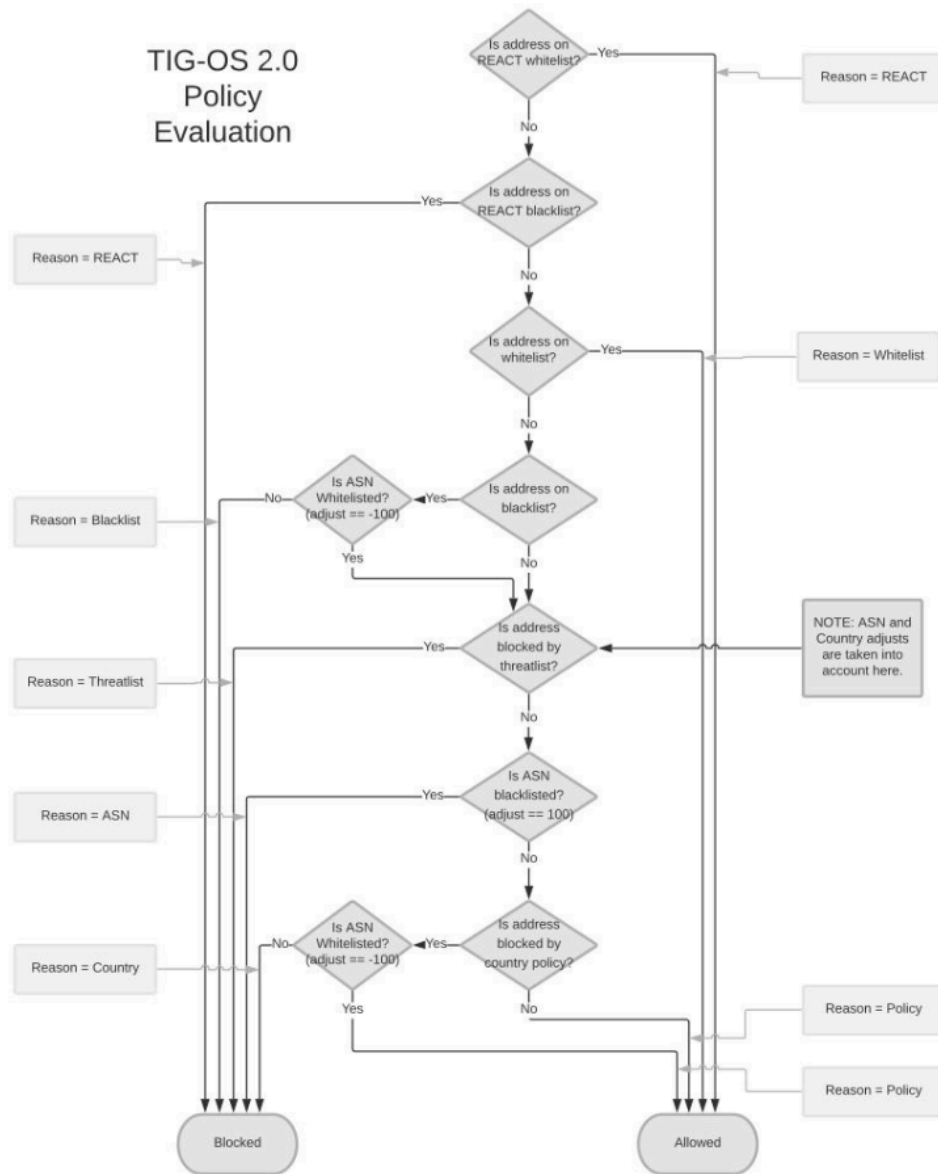 TIG-OS 2.0
Policy
Evaluation
Is address on
REACT whitelist?
Yes
Reason = REACT
No
Is address on
REACT blacklist?
Yes
Reason = REACT
No
Is address on
whitelist?
Yes
Reason = Whitelist
No
Is address on
blacklist?
Yes
Is ASN
Whitelisted?
(adjust == -100)
No
Reason = Blacklist
Yes
No
Is address
blocked by
threatlist?
Yes
NOTE: ASN and
Country adjusts
are taken into
account here.
Reason = Threatlist
No
Is ASN
blacklisted?
(adjust == 100)
Yes
Reason = ASN
No
Is address
blocked by
country policy?
Yes
Is ASN
Whitelisted?
(adjust == -100)
No
Reason = Country
Yes
No
Reason = Policy
Reason = Policy
Blocked
Allowed